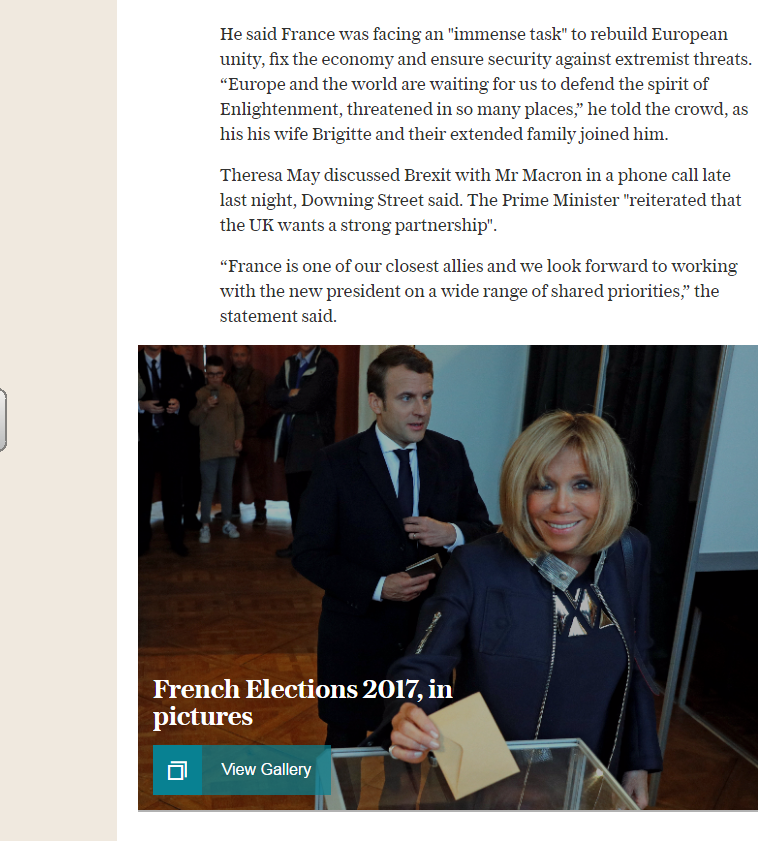 He said France was facing an "immense task" to rebuild European
unity, fix the economy and ensure security against extremist threats.
“Europe and the world are waiting for us to defend the spirit of
Enlightenment, threatened in so many places,” he told the crowd, as
his his wife Brigitte and their extended family joined him.
Theresa May discussed Brexit with Mr Macron in a phone call late
last night, Downing Street said. The Prime Minister "reiterated that
the UK wants a strong partnership".
“France is one of our closest allies and we look forward to working
with the new president on a wide range of shared priorities,” the
statement said.
French Elections 2017, in
pictures
View Gallery